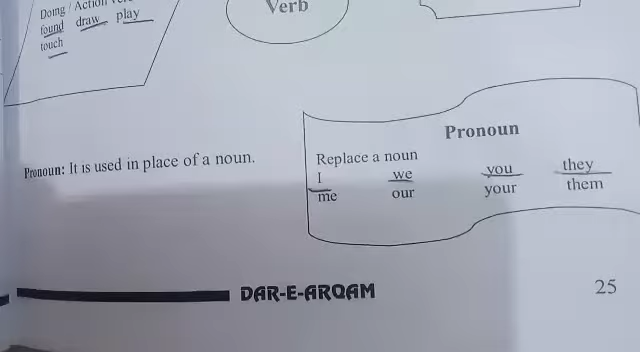 Doing / Action
found draw play
touch
Verb
Pronoun: It is used in place of a noun.
Pronoun
Replace a noun
I we you they
me our your them
DAR-E-ARQAM
25